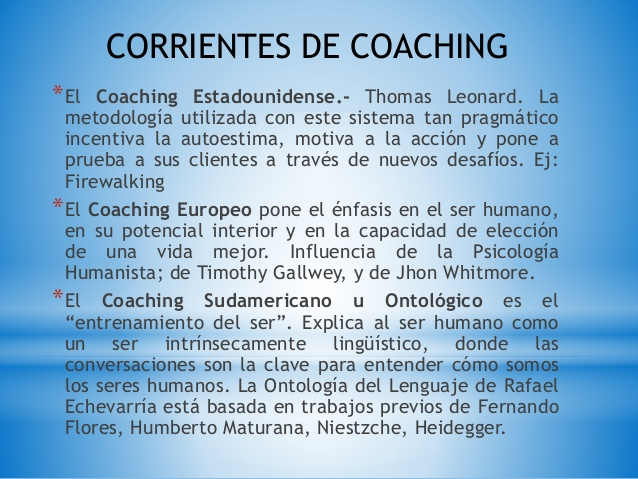 CORRIENTES DE COACHING
*El Coaching Estadounidense.- Thomas Leonard. La
metodología utilizada con este sistema tan pragmático
incentiva la autoestima, motiva a la acción y pone a
prueba a sus clientes a través de nuevos desafíos. Ej:
Firewalking
*El Coaching Europeo pone el énfasis en el ser humano,
en su potencial interior y en la capacidad de elección
de una vida mejor. Influencia de la Psicología
Humanista; de Timothy Gallwey, y de Jhon Whitmore.
*El Coaching Sudamericano u Ontológico es el
“entrenamiento del ser”. Explica al ser humano como
un ser intrínsecamente lingüístico, donde las
conversaciones son la clave para entender cómo somos
los seres humanos. La Ontología del Lenguaje de Rafael
Echevarría está basada en trabajos previos de Fernando
Flores, Humberto Maturana, Niestzche, Heidegger.